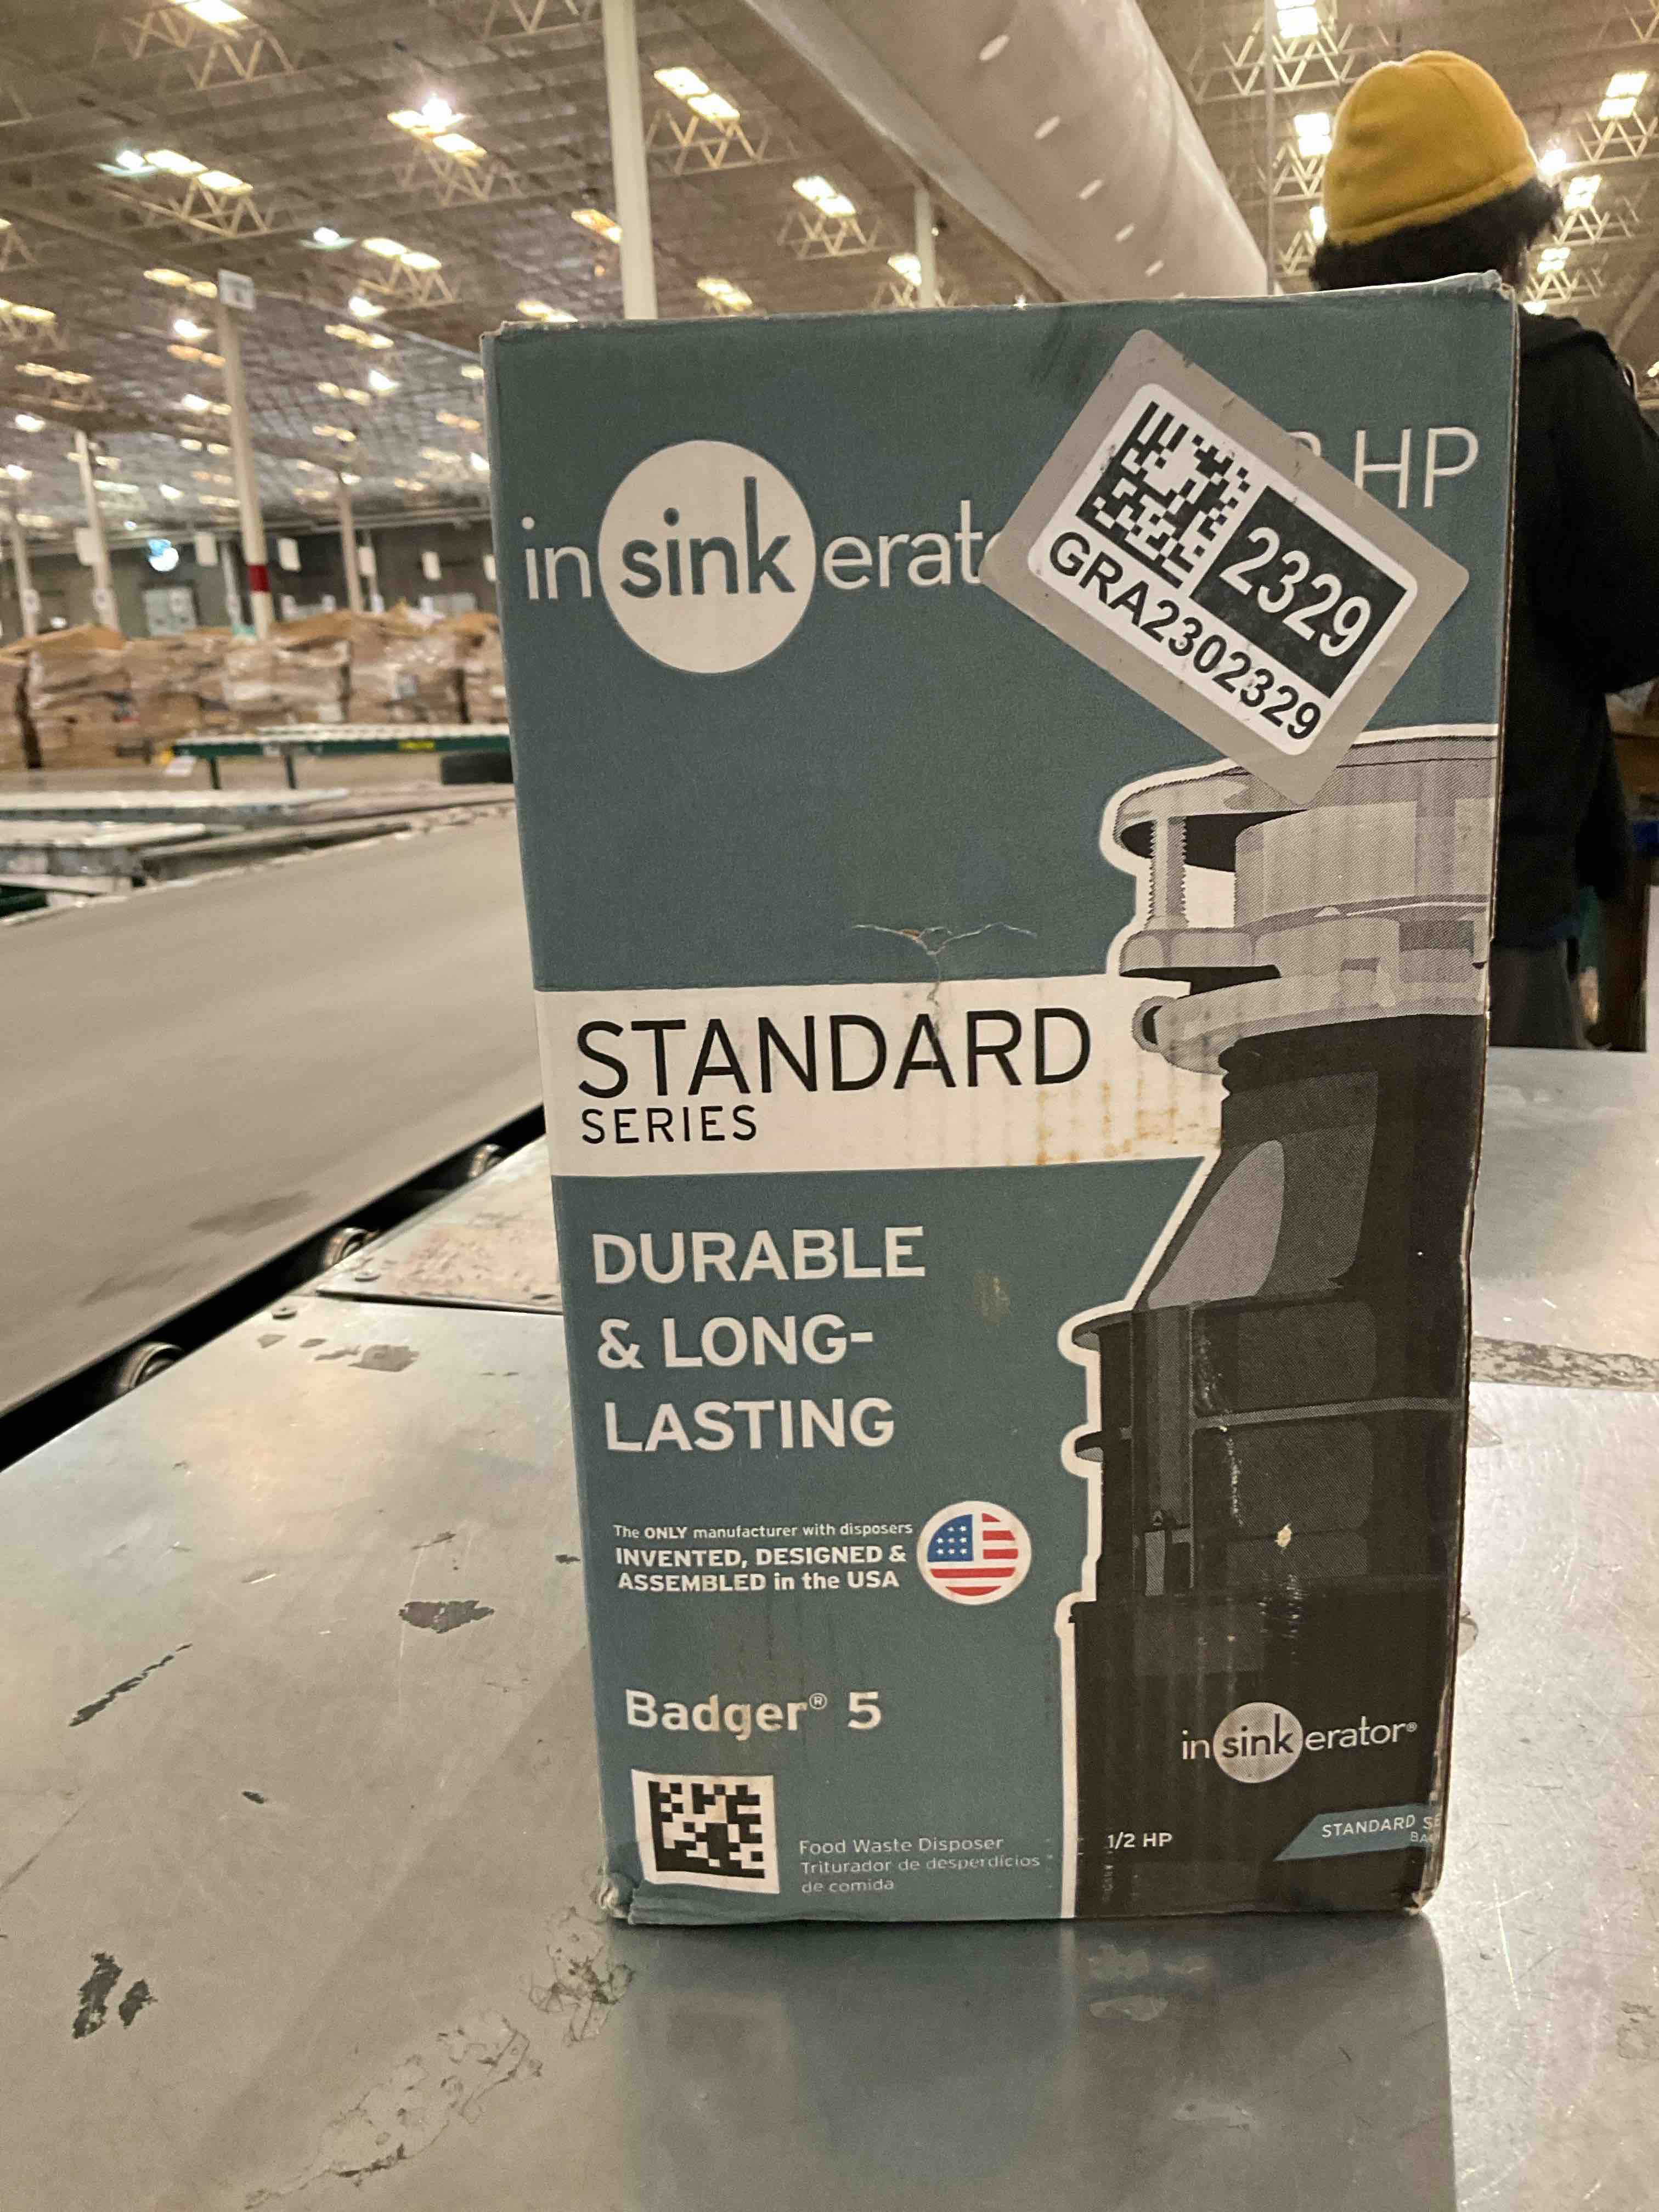 insinkerat
HP
2329
GRA2302329
STANDARD
SERIES
DURABLE
& LONG-
LASTING
The ONLY manufacturer with disposers
INVENTED, DESIGNED &
ASSEMBLED in the USA
Badger® 5
Food Waste Disposer
Triturador de desperdicios
de comida
insinkerator®
1/2 HP
STANDARD